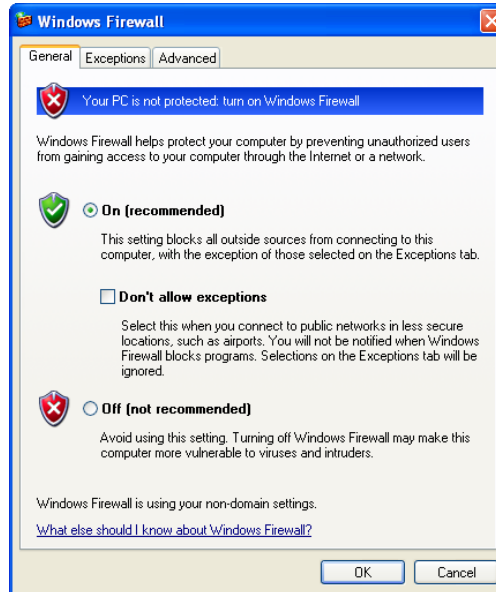 Windows Firewall
General Exceptions Advanced
Your PC is not protected: turn on Windows Firewall
Windows Firewall helps protect your computer by preventing unauthorized users
from gaining access to your computer through the Internet or a network.
On (recommended)
This setting blocks all outside sources from connecting to this
computer, with the exception of those selected on the Exceptions tab.
Don't allow exceptions
Select this when you connect to public networks in less secure
locations, such as airports. You will not be notified when Windows
Firewall blocks programs. Selections on the Exceptions tab will be
ignored.
Off (not recommended)
Avoid using this setting. Turning off Windows Firewall may make this
computer more vulnerable to viruses and intruders.
Windows Firewall is using your non-domain settings.
What else should I know about Windows Firewall?
OK Cancel